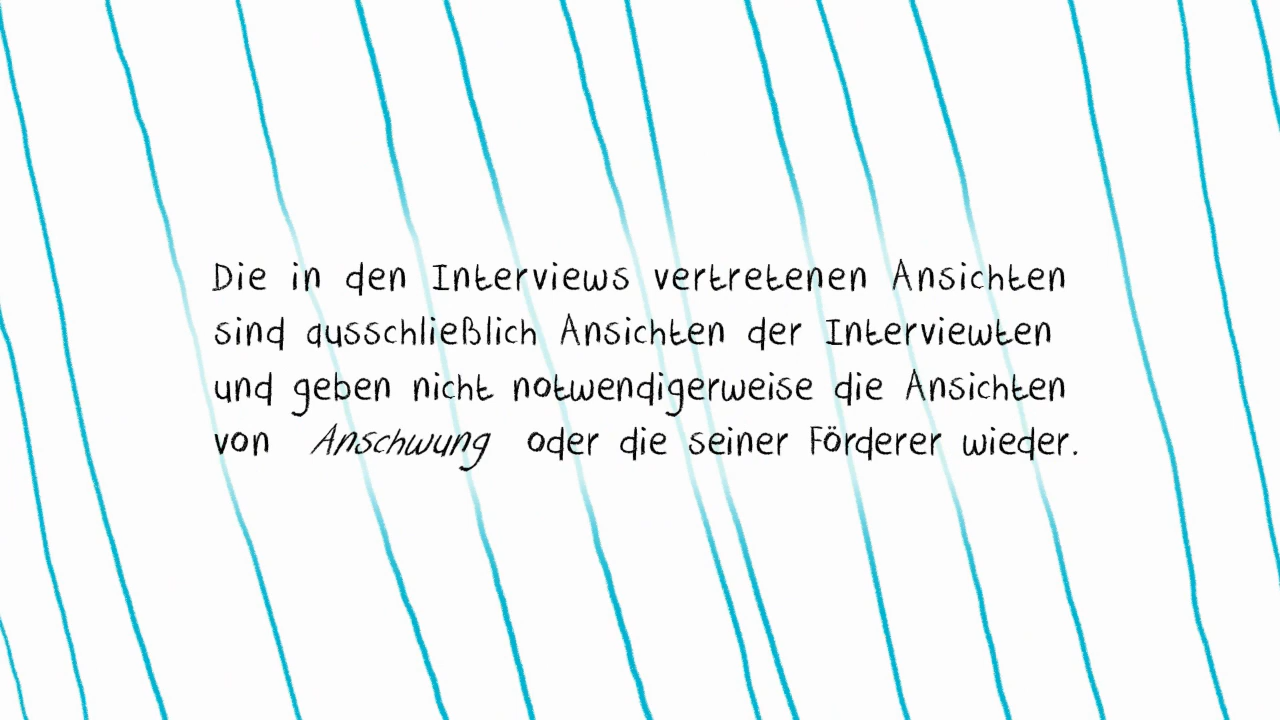 Die in den Interviews vertretenen Ansichten
sind ausschließlich Ansichten der Interviewten
und geben nicht notwendigerweise die Ansichten
von Anschwung oder die seiner Förderer wieder.